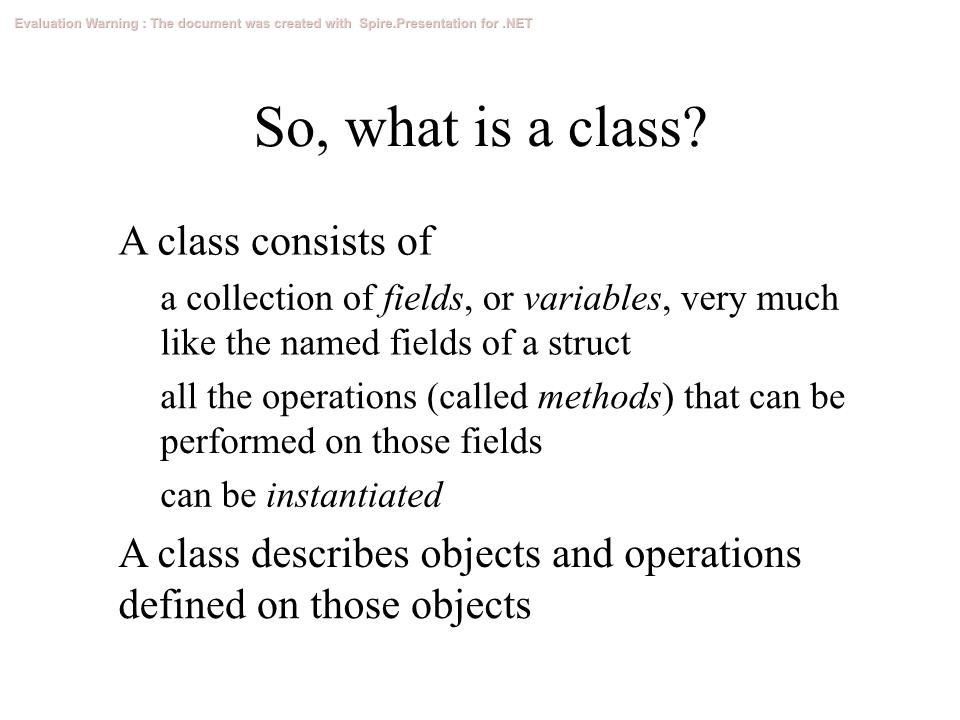 Evaluation Warning : The document was created with Spire.Presentation for .NET
So, what is a class?
A class consists of
a collection of fields, or variables, very much
like the named fields of a struct
all the operations (called methods) that can be
performed on those fields
can be instantiated
A class describes objects and operations
defined on those objects